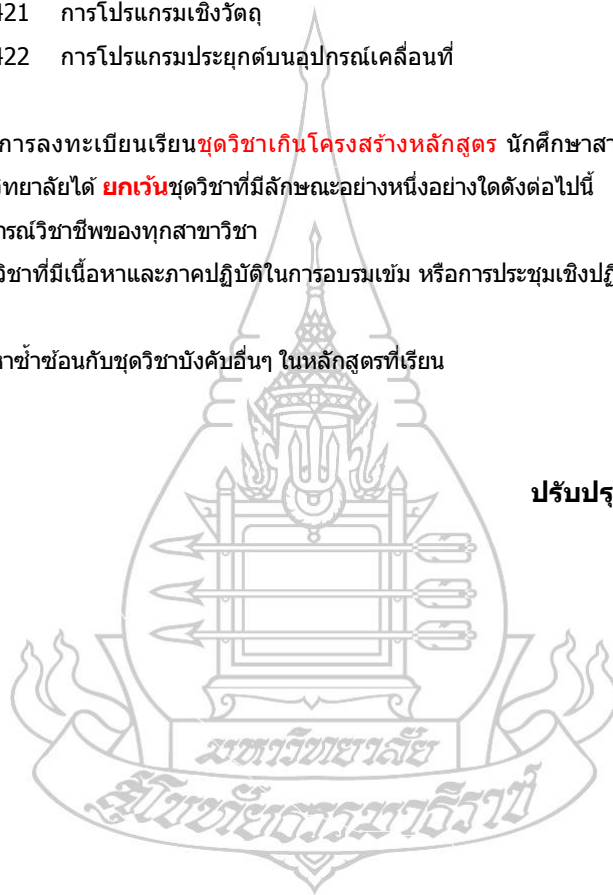 421 การโปรแกรมเชิงวัตถุ
422 การโปรแกรมประยุกต์บนอุปกรณ์เคลื่อนที่
การลงทะเบียนเรียนชุดวิชาเกินโครงสร้างหลักสูตร นักศึกษาสา
วิทยาลัยได้ ยกเว้นชุดวิชาที่มีลักษณะอย่างหนึ่งอย่างใดดังต่อไปนี้
ารณ์วิชาชีพของทุกสาขาวิชา
วิชาที่มีเนื้อหาและภาคปฏิบัติในการอบรมเข้ม หรือการประชุมเชิงปฏิ
หาซ้ำซ้อนกับชุดวิชาบังคับอื่นๆ ในหลักสูตรที่เรียน
ปรับปรุ
มหาวิทยาลัย
สุโขทัยธรรมาธิราช